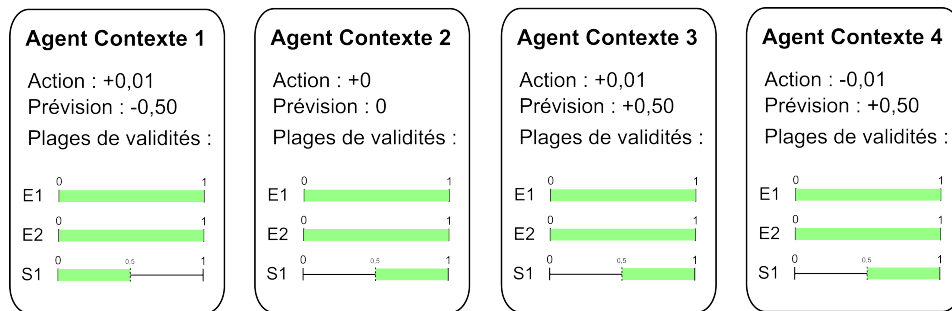 Agent Contexte 1
Action : +0,01
Prévision : -0,50
Plages de validités :
0 1
E1
0 1
E2
0 0,5 1
S1
Agent Contexte 2
Action : +0
Prévision : 0
Plages de validités :
0 1
E1
0 1
E2
0 0,5 1
S1
Agent Contexte 3
Action : +0,01
Prévision : +0,50
Plages de validités :
0 1
E1
0 1
E2
0 0,5 1
S1
Agent Contexte 4
Action : -0,01
Prévision : +0,50
Plages de validités :
0 1
E1
0 1
E2
0 0,5 1
S1